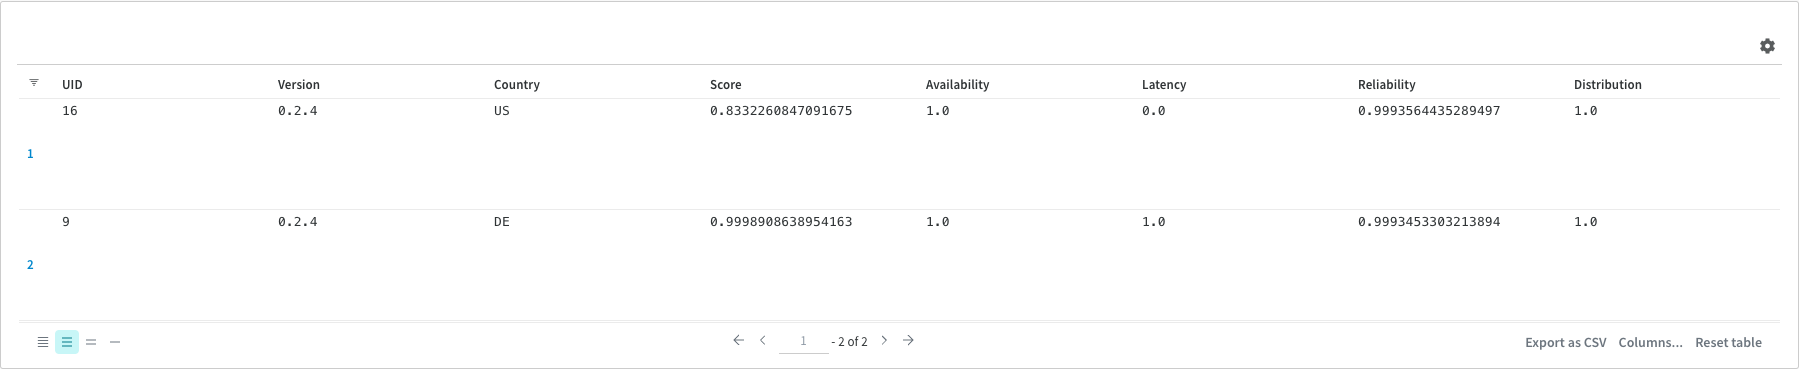 UID Version Country Score Availability Latency Reliability Distribution
16 0.2.4 US 0.8332260847091675 1.0 0.0 0.9993564435289497 1.0
1
9 0.2.4 DE 0.9998908638954163 1.0 1.0 0.9993453303213894 1.0
2
1 - 2 of 2 Export as CSV Columns... Reset table